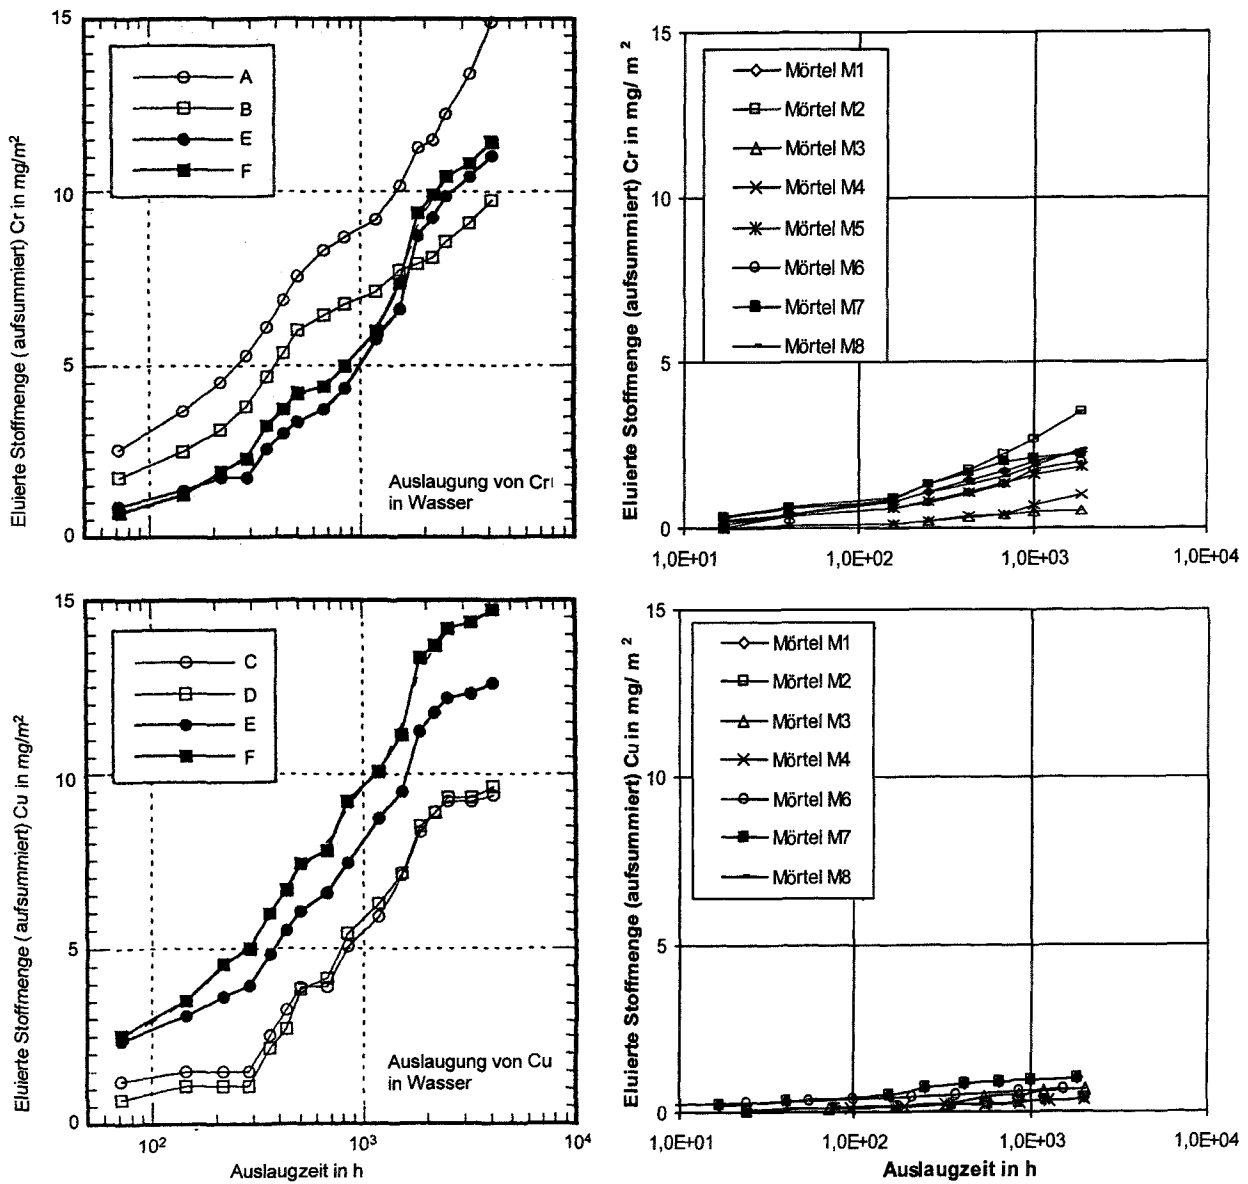 Eluierte Stoffmenge ( aufsummiert) Cr in mg/m²
15
10
5
0
A
B
E
F
Auslaugung von Cr
in Wasser
Eluierte Stoffmenge (aufsummiert) Cr in mg/ m ²
15
10
5
0
Mörtel M1
Mörtel M2
Mörtel M3
Mörtel M4
Mörtel M5
Mörtel M6
Mörtel M7
Mörtel M8
1,0E+01 1,0E+02 1,0E+03 1,0E+04
Eluierte Stoffmenge ( aufsummiert) Cu in mg/m²
15
10
5
0
C
D
E
F
Auslaugung von Cu
in Wasser
10² 10³ 10⁴
Auslaugzeit in h
Eluierte Stoffmenge (aufsummiert) Cu in mg/ m ²
15
10
5
0
Mörtel M1
Mörtel M2
Mörtel M3
Mörtel M4
Mörtel M6
Mörtel M7
Mörtel M8
1,0E+01 1,0E+02 1,0E+03 1,0E+04
Auslaugzeit in h